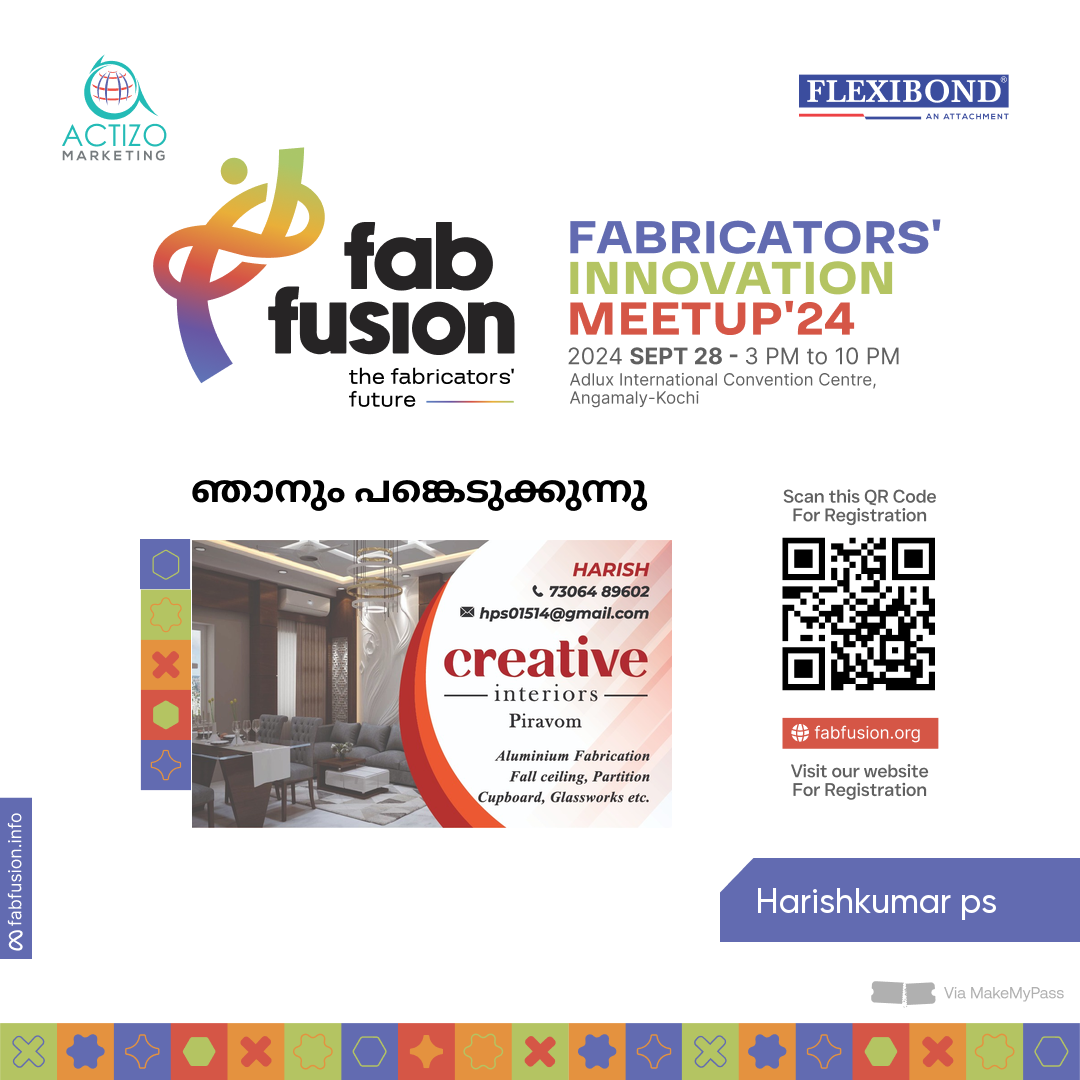 ACTIZO
MARKETING
FLEXIBOND®
AN ATTACHMENT
fab
fusion
the fabricators'
future
FABRICATORS'
INNOVATION
MEETUP'24
2024 SEPT 28 - 3 PM to 10 PM
Adlux International Convention Centre,
Angamaly-Kochi
ഞാനും പങ്കെടുക്കുന്നു
HARISH
73064 89602
hps01514@gmail.com
creative
interiors
Piravom
Aluminium Fabrication
Fall ceiling, Partition
Cupboard, Glassworks etc.
Scan this QR Code
For Registration
fabfusion.org
Visit our website
For Registration
fabfusion.info
Harishkumar ps
Via MakeMyPass